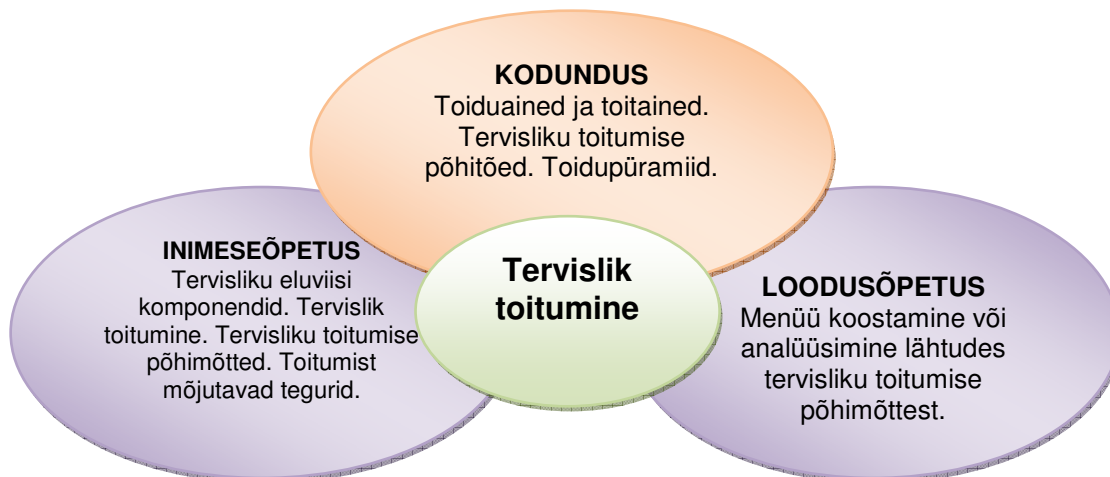 KODUNDUS
Toiduained ja toitained.
Tervisliku toitumise
põhitõed. Toidupüramiid.
INIMESEÕPETUS
Tervisliku eluviisi
komponendid. Tervislik
toitumine. Tervisliku toitumise
põhimõtted. Toitumist
mõjutavad tegurid.
Tervislik
toitumine
LOODUSÕPETUS
Menüü koostamine või
analüüsimine lähtudes
tervisliku toitumise
põhimõttest.